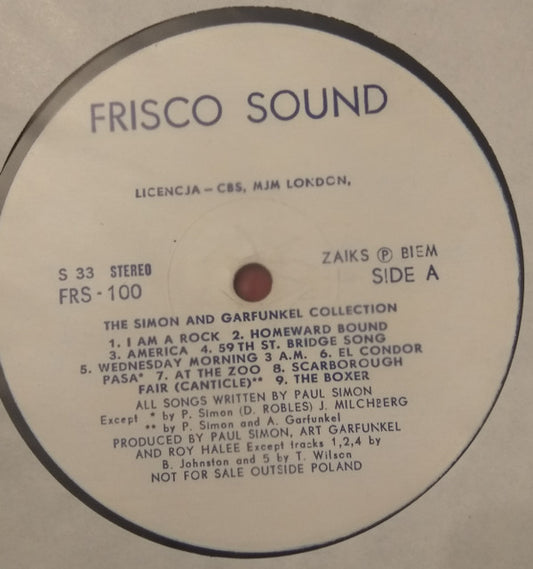 FRISCO SOUND
LICENCJA – CBS, MJM LONDON,
S 33 STEREO
FRS - 100
ZAIKS Ⓟ BIEM
SIDE A
THE SIMON AND GARFUNKEL COLLECTION
1. I AM A ROCK 2. HOMEWARD BOUND
3. AMERICA 4. 59TH ST. BRIDGE SONG
5. WEDNESDAY MORNING 3 A.M. 6. EL CONDOR
PASA* 7. AT THE ZOO 8. SCARBOROUGH
FAIR (CANTICLE)** 9. THE BOXER
ALL SONGS WRITTEN BY PAUL SIMON
Except * by P. Simon (D. ROBLES) J. MILCHBERG
** by P. Simon and A. Garfunkel
PRODUCED BY PAUL SIMON, ART GARFUNKEL
AND ROY HALEE Except tracks 1,2,4 by
B. Johnston and 5 by T. Wilson
NOT FOR SALE OUTSIDE POLAND